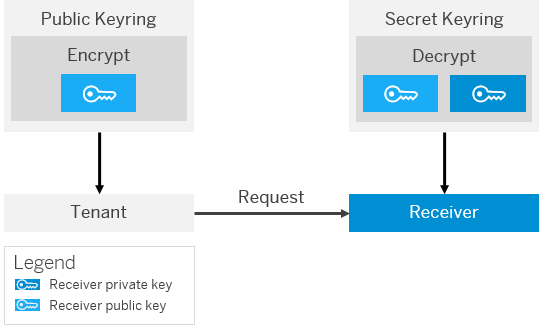 Public Keyring
Encrypt
Secret Keyring
Decrypt
Tenant
Request
Receiver
Legend
Receiver private key
Receiver public key